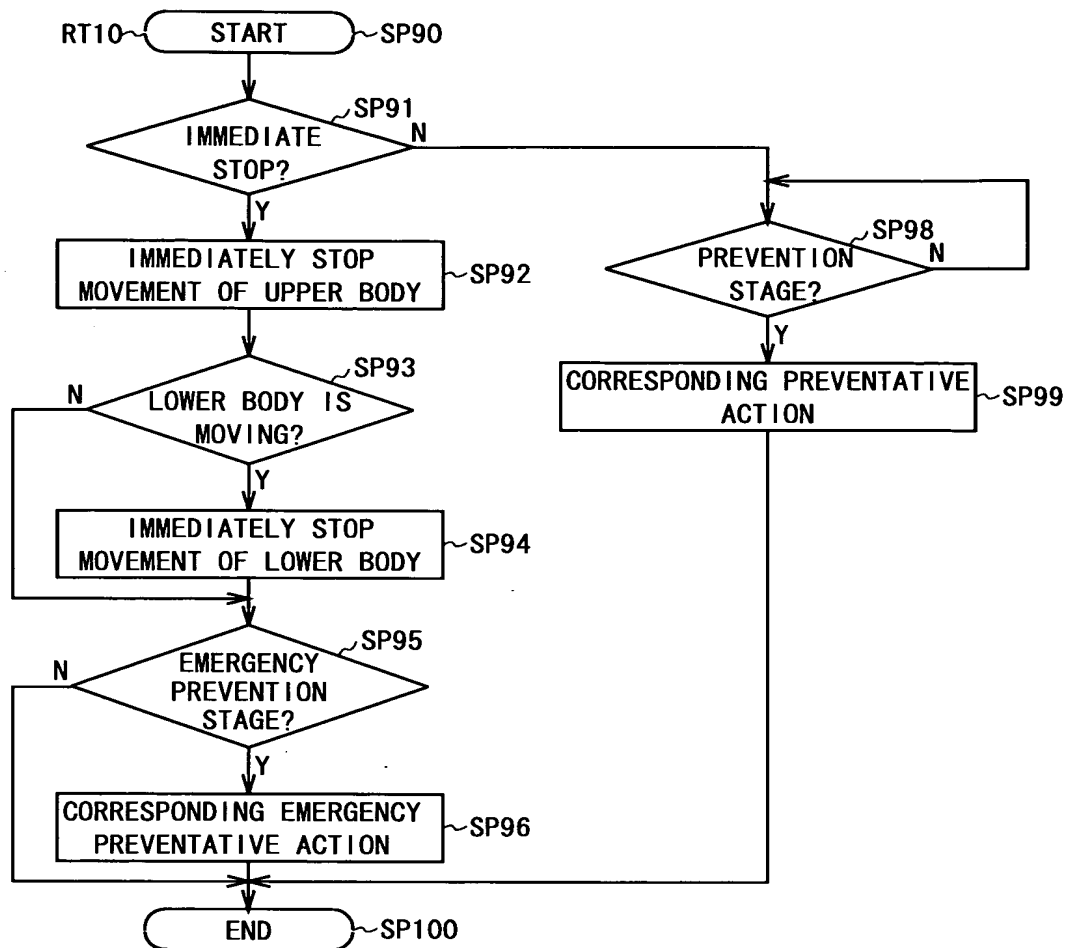 RT10 START SP90
SP91
IMMEDIATE
STOP?
N
Y
IMMEDIATELY STOP
MOVEMENT OF UPPER BODY
SP92
SP93
N
LOWER BODY IS
MOVING?
Y
IMMEDIATELY STOP
MOVEMENT OF LOWER BODY
SP94
SP95
N
EMERGENCY
PREVENTION
STAGE?
Y
CORRESPONDING EMERGENCY
PREVENTATIVE ACTION
SP96
SP98
PREVENTION
STAGE?
N
Y
CORRESPONDING PREVENTATIVE
ACTION
SP99
END SP100